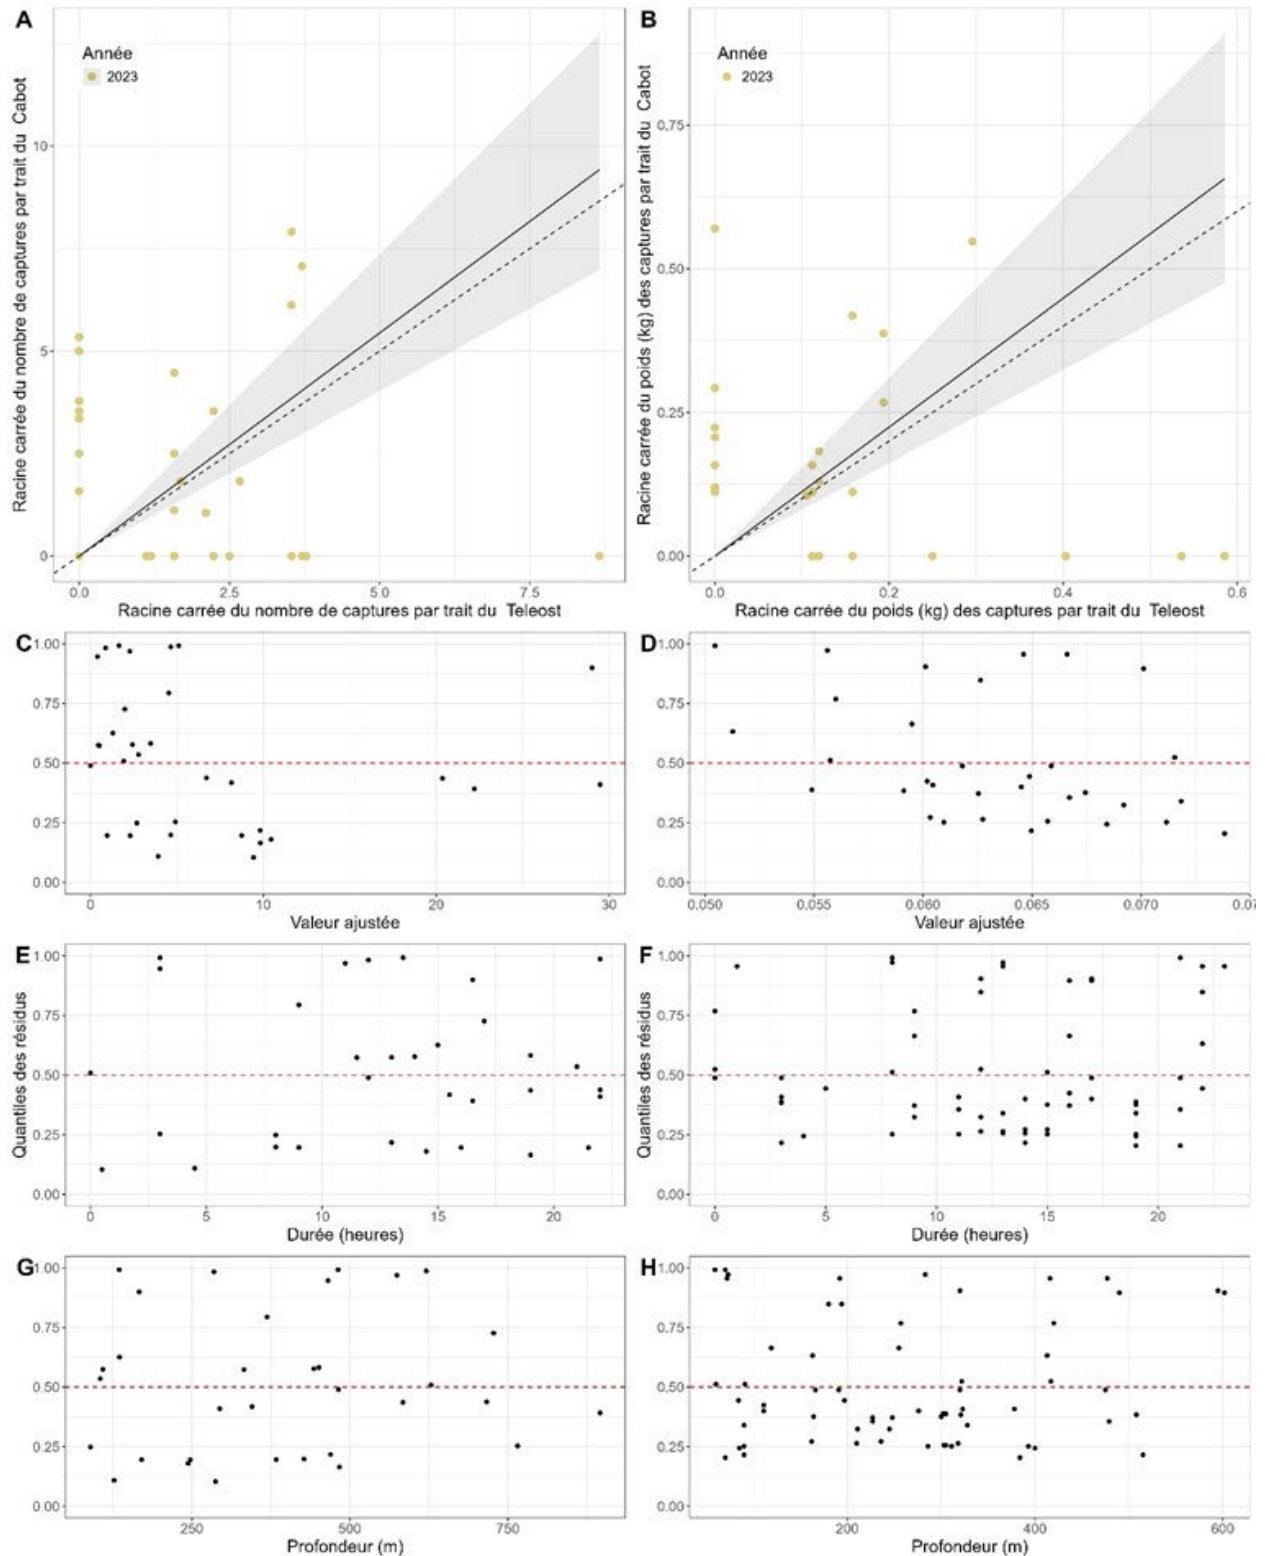 A
Année
2023
Racine carrée du nombre de captures par trait du Cabot
10
5
0
0.0 2.5 5.0 7.5
Racine carrée du nombre de captures par trait du Teleost
B
Année
2023
Racine carrée du poids (kg) des captures par trait du Cabot
0.75
0.50
0.25
0.00
0.0 0.2 0.4 0.6
Racine carrée du poids (kg) des captures par trait du Teleost
C
1.00
0.75
0.50
0.25
0.00
0 10 20 30
Valeur ajustée
D
1.00
0.75
0.50
0.25
0.00
0.050 0.055 0.060 0.065 0.070 0.07
Valeur ajustée
E
Quantiles des résidus
1.00
0.75
0.50
0.25
0.00
0 5 10 15 20
Durée (heures)
F
Quantiles des résidus
1.00
0.75
0.50
0.25
0.00
0 5 10 15 20
Durée (heures)
G
1.00
0.75
0.50
0.25
0.00
250 500 750
Profondeur (m)
H
1.00
0.75
0.50
0.25
0.00
200 400 600
Profondeur (m)